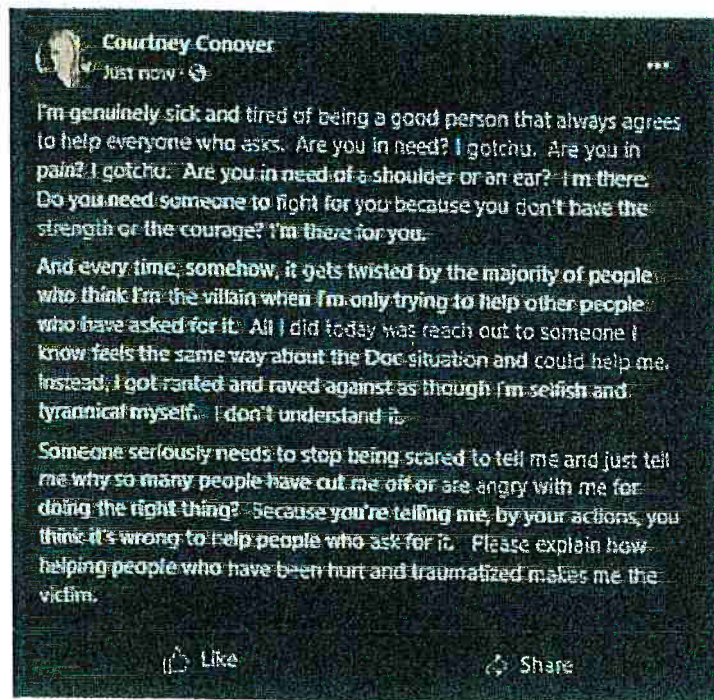 Courtney Conover
Just now ·
I'm genuinely sick and tired of being a good person that always agrees
to help everyone who asks. Are you in need? I gotchu. Are you in
pain? I gotchu. Are you in need of a shoulder or an ear? I'm there.
Do you need someone to fight for you because you don't have the
strength or the courage? I'm there for you.
And every time, somehow, it gets twisted by the majority of people
who think I'm the villain when I'm only trying to help other people
who have asked for it. All I did today was reach out to someone I
know feels the same way about the Doc situation and could help me.
Instead, I got ranted and raved against as though I'm selfish and
tyrannical myself. I don't understand it.
Someone seriously needs to stop being scared to tell me and just tell
me why so many people have cut me off or are angry with me for
doing the right thing? Because you're telling me, by your actions, you
think it's wrong to help people who ask for it. Please explain how
helping people who have been hurt and traumatized makes me the
victim.
Like
Share